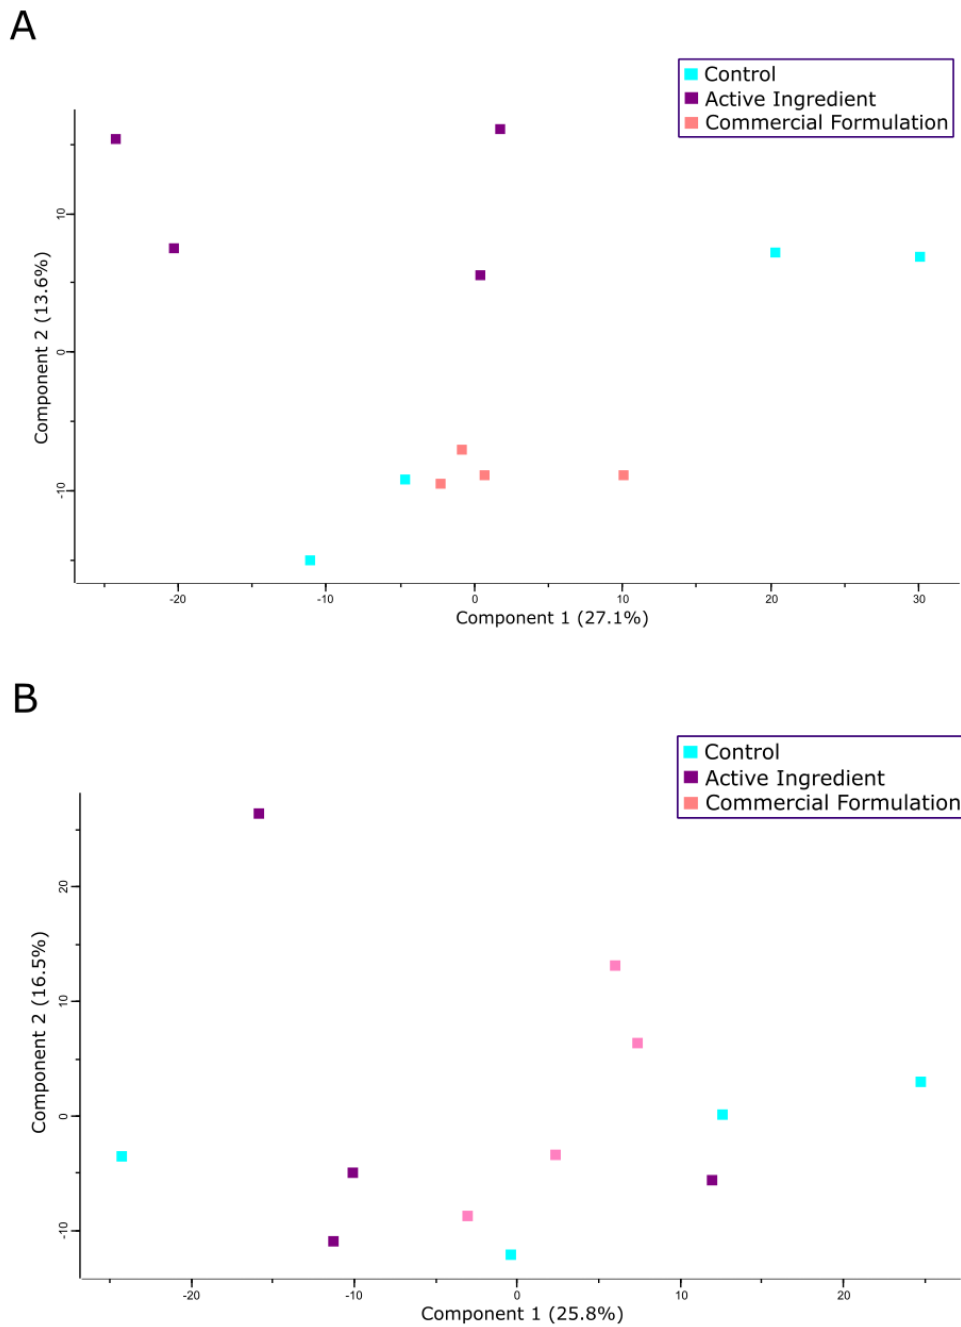 A
Control
Active Ingredient
Commercial Formulation
Component 2 (13.6%)
10
0
-10
-20
-10
0
10
20
30
Component 1 (27.1%)
B
Control
Active Ingredient
Commercial Formulation
Component 2 (16.5%)
20
10
0
-10
-20
-10
0
10
20
Component 1 (25.8%)